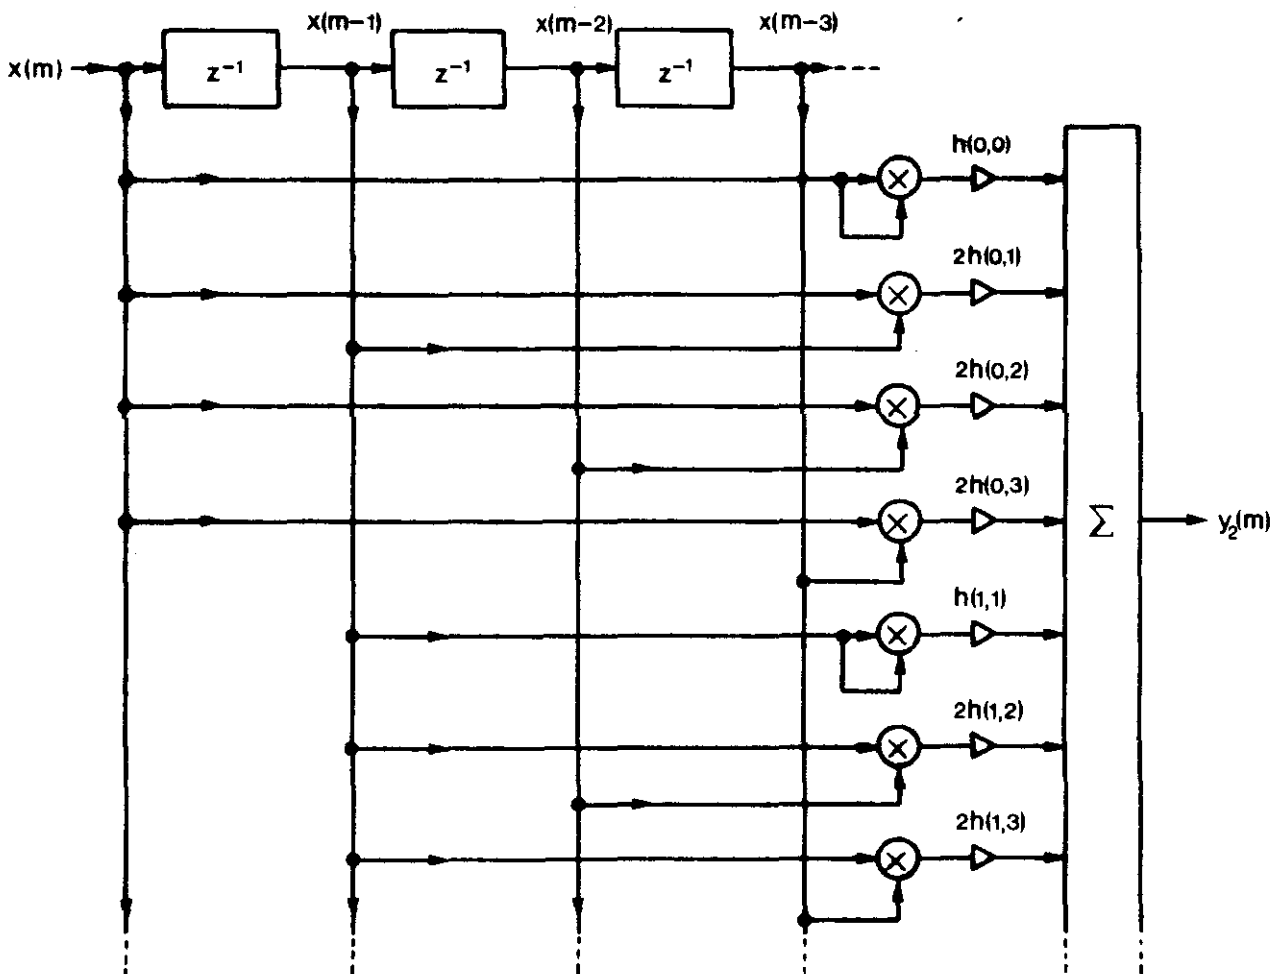 x(m)
z⁻¹
x(m-1)
z⁻¹
x(m-2)
z⁻¹
x(m-3)
h(0,0)
2h(0,1)
2h(0,2)
2h(0,3)
h(1,1)
2h(1,2)
2h(1,3)
Σ
y₂(m)